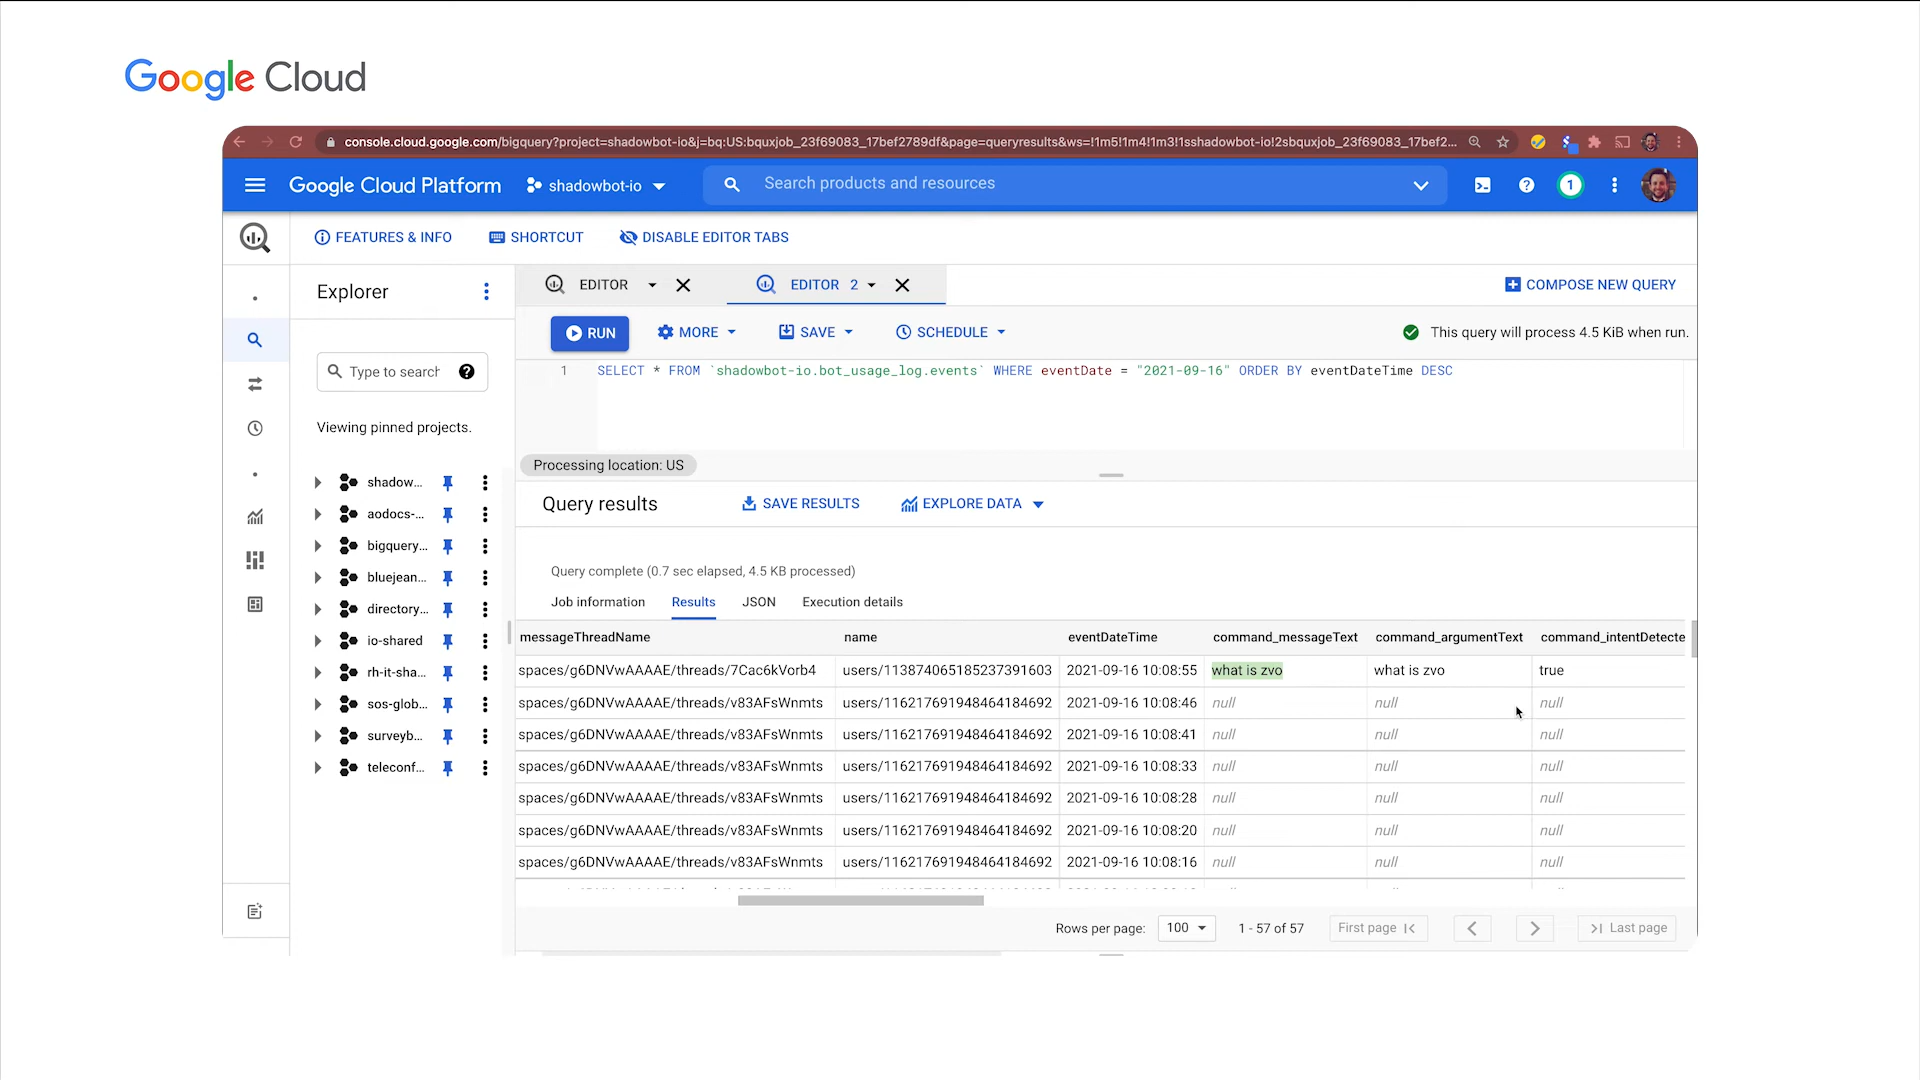 Google Cloud
console.cloud.google.com/bigquery?project=shadowbot-io&j=bq:US:bquxjob_23f69083_17bef2789df&page=queryresults&ws=!1m5!1m4!1m3!1sshadowbot-io!2sbquxjob_23f69083_17bef2...
Google Cloud Platform shadowbot-io Search products and resources ? 1
FEATURES & INFO SHORTCUT DISABLE EDITOR TABS
Explorer
EDITOR EDITOR 2 COMPOSE NEW QUERY
RUN MORE SAVE SCHEDULE This query will process 4.5 KiB when run.
Type to search ?
1 SELECT * FROM `shadowbot-io.bot_usage_log.events` WHERE eventDate = "2021-09-16" ORDER BY eventDateTime DESC
Viewing pinned projects.
shadow...
aodocs-...
bigquery...
bluejean...
directory...
io-shared
rh-it-sha...
sos-glob...
surveyb...
teleconf...
Processing location: US
Query results SAVE RESULTS EXPLORE DATA
Query complete (0.7 sec elapsed, 4.5 KB processed)
Job information Results JSON Execution details
messageThreadName name eventDateTime command_messageText command_argumentText command_intentDetecte
spaces/g6DNVwAAAAE/threads/7Cac6kVorb4 users/113874065185237391603 2021-09-16 10:08:55 what is zvo what is zvo true
spaces/g6DNVwAAAAE/threads/v83AFsWnmts users/116217691948464184692 2021-09-16 10:08:46 null null null
spaces/g6DNVwAAAAE/threads/v83AFsWnmts users/116217691948464184692 2021-09-16 10:08:41 null null null
spaces/g6DNVwAAAAE/threads/v83AFsWnmts users/116217691948464184692 2021-09-16 10:08:33 null null null
spaces/g6DNVwAAAAE/threads/v83AFsWnmts users/116217691948464184692 2021-09-16 10:08:28 null null null
spaces/g6DNVwAAAAE/threads/v83AFsWnmts users/116217691948464184692 2021-09-16 10:08:20 null null null
spaces/g6DNVwAAAAE/threads/v83AFsWnmts users/116217691948464184692 2021-09-16 10:08:16 null null null
Rows per page: 100 1 - 57 of 57 First page Last page